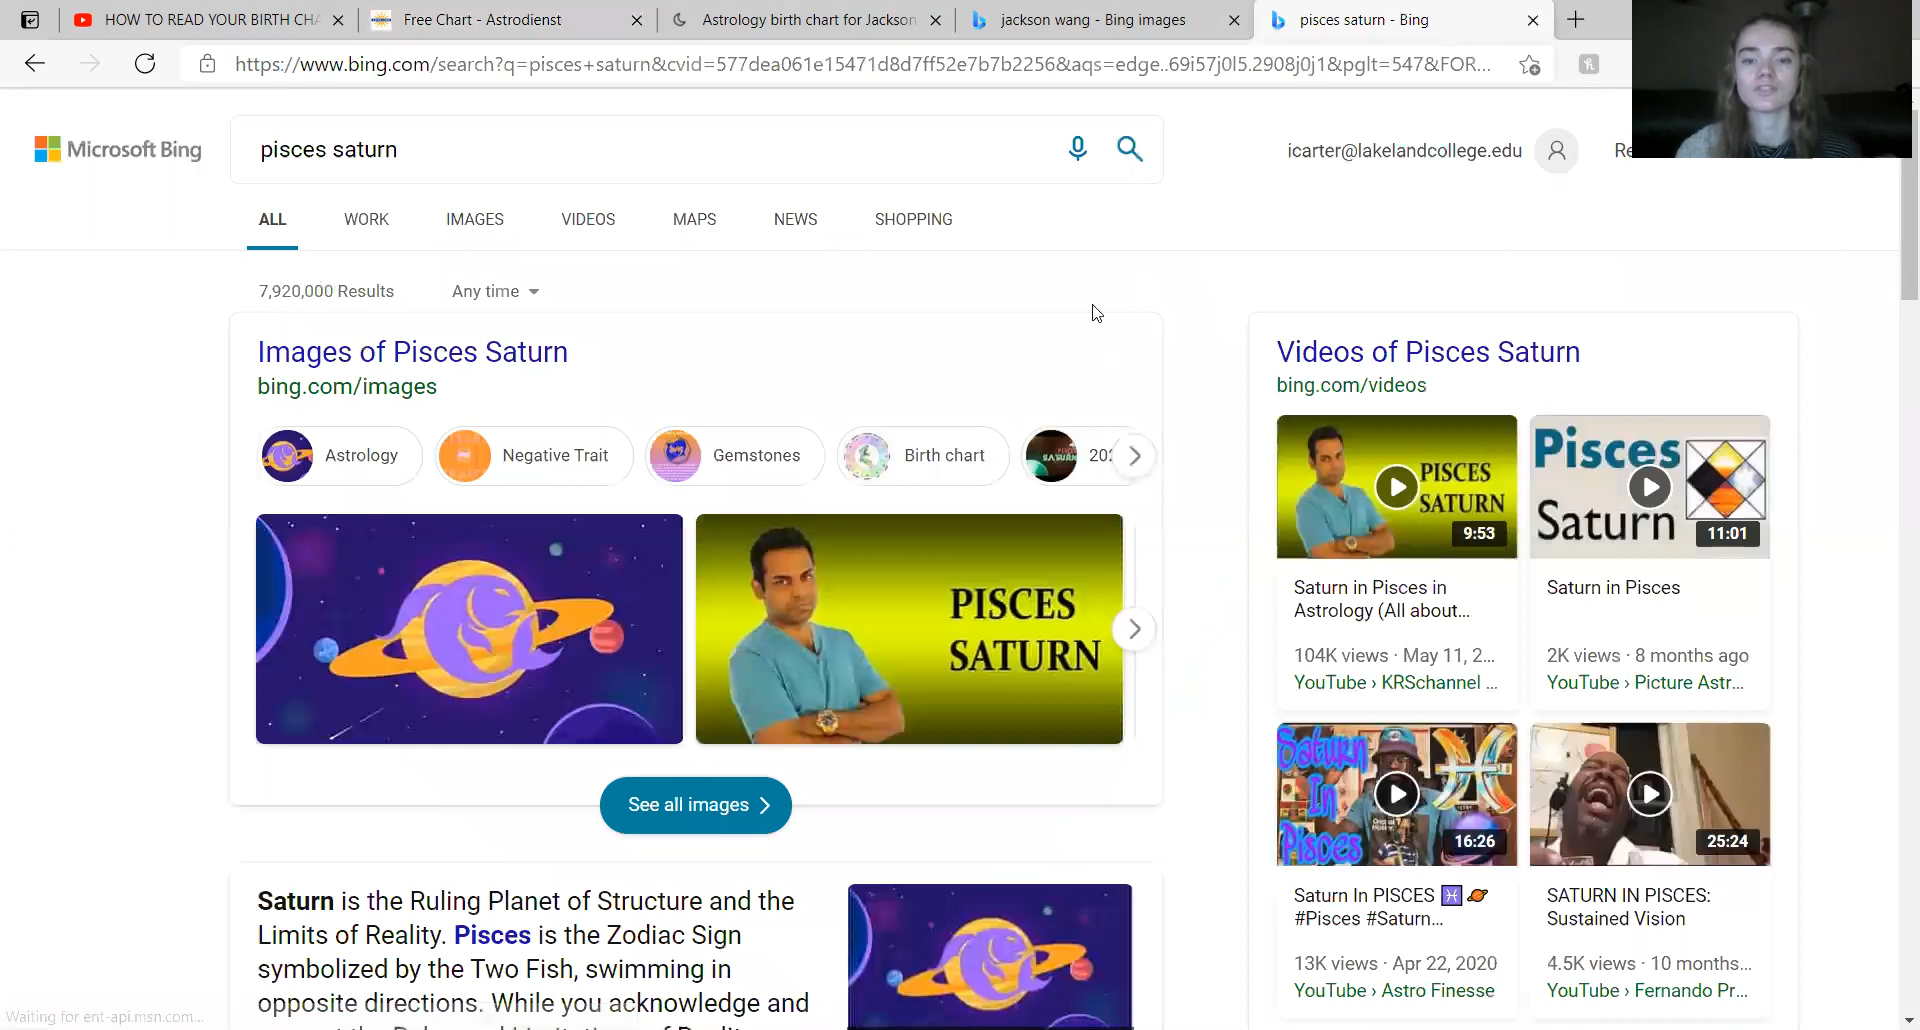 HOW TO READ YOUR BIRTH CHA
Free Chart - Astrodienst
Astrology birth chart for Jackson
jackson wang - Bing images
pisces saturn - Bing
https://www.bing.com/search?q=pisces+saturn&cvid=577dea061e15471d8d7ff52e7b7b2256&aqs=edge..69i57j0l5.2908j0j1&pglt=547&FOR...
Microsoft Bing
pisces saturn
icarter@lakelandcollege.edu
Re
ALL
WORK
IMAGES
VIDEOS
MAPS
NEWS
SHOPPING
7,920,000 Results
Any time
Images of Pisces Saturn
bing.com/images
Astrology
Negative Trait
Gemstones
Birth chart
202
PISCES
SATURN
See all images
Saturn is the Ruling Planet of Structure and the
Limits of Reality. Pisces is the Zodiac Sign
symbolized by the Two Fish, swimming in
opposite directions. While you acknowledge and
Videos of Pisces Saturn
bing.com/videos
PISCES
SATURN
9:53
Saturn in Pisces in
Astrology (All about...
104K views · May 11, 2...
YouTube › KRSchannel ...
Pisces
Saturn
11:01
Saturn in Pisces
2K views · 8 months ago
YouTube › Picture Astr...
Saturn
In
Pisces
16:26
Saturn In PISCES ♓ 🪐
#Pisces #Saturn...
13K views · Apr 22, 2020
YouTube › Astro Finesse
25:24
SATURN IN PISCES:
Sustained Vision
4.5K views · 10 months...
YouTube › Fernando Pr...
Waiting for ent-api.msn.com...